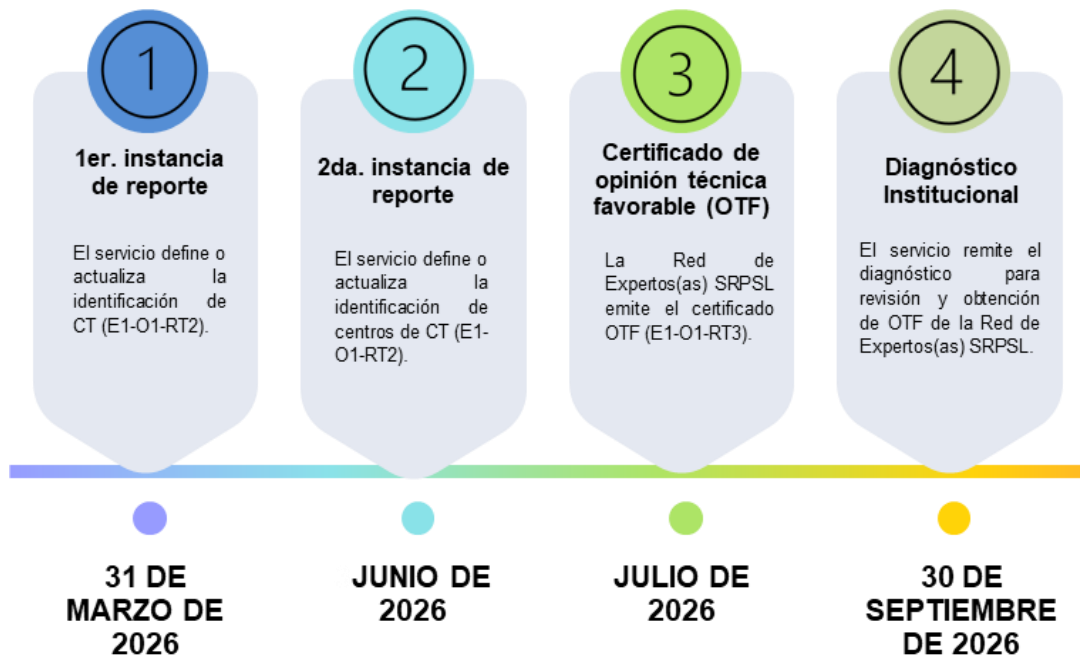 1
1er. instancia
de reporte
El servicio define o
actualiza la
identificación de
CT (E1-O1-RT2).
31 DE
MARZO DE
2026
2
2da. instancia de
reporte
El servicio define o
actualiza la
identificación de
centros de CT (E1-
O1-RT2).
JUNIO DE
2026
3
Certificado de
opinión técnica
favorable (OTF)
La Red de
Expertos(as) SRPSL
emite el certificado
OTF (E1-O1-RT3).
JULIO DE
2026
4
Diagnóstico
Institucional
El servicio remite el
diagnóstico para
revisión y obtención
de OTF de la Red de
Expertos(as) SRPSL.
30 DE
SEPTIEMBRE
DE 2026